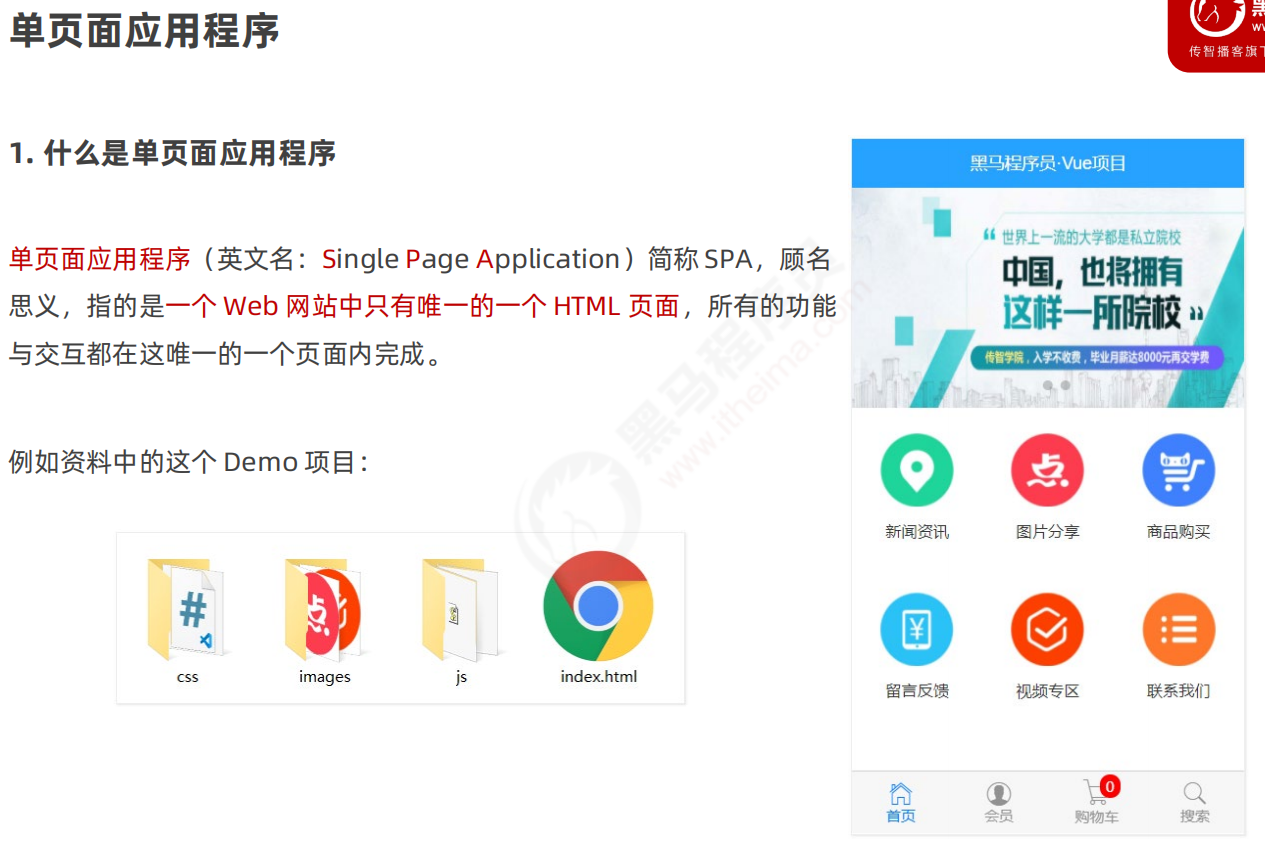 单页面应用程序
传智播客旗下
1. 什么是单页面应用程序
单页面应用程序（英文名：Single Page Application）简称 SPA，顾名
思义，指的是一个 Web 网站中只有唯一的一个 HTML 页面，所有的功能
与交互都在这唯一的一个页面内完成。
例如资料中的这个 Demo 项目：
css images js index.html
黑马程序员·Vue项目
“ 世界上一流的大学都是私立院校
中国，也将拥有
这样一所院校 ”
传智学院，入学不收费，毕业月薪达8000元再交学费
新闻资讯 图片分享 商品购买
留言反馈 视频专区 联系我们
0
首页 会员 购物车 搜索
黑马程序员
www.itheima.com